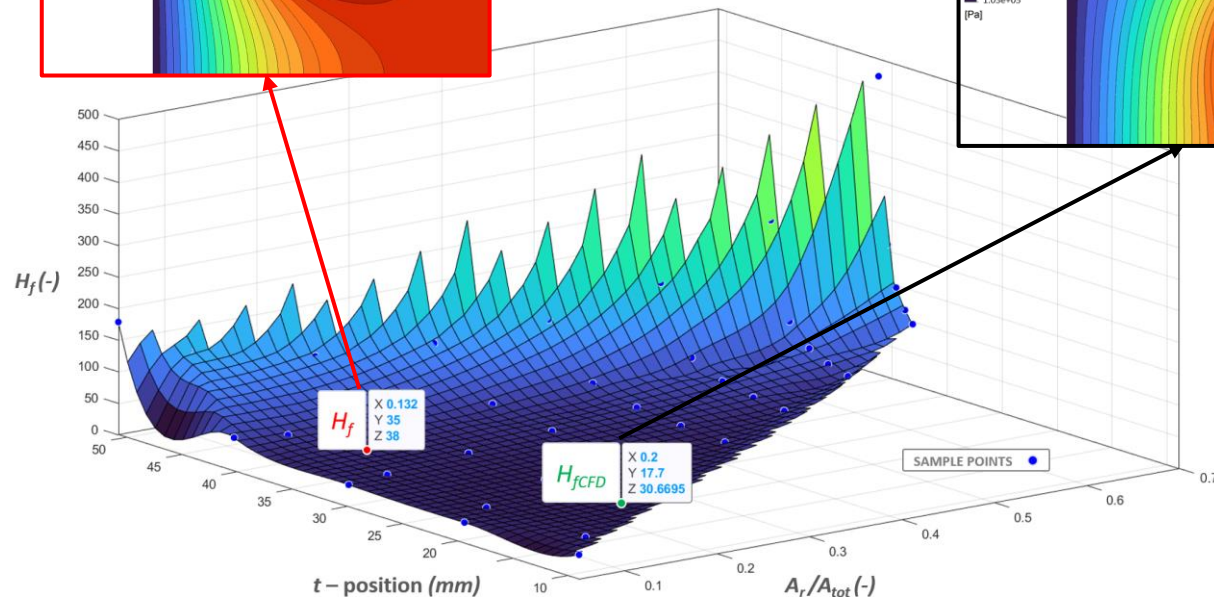 [Pa]
500
450
400
350
300
250
200
150
100
50
0
H_f (-)
H_f
X 0.132
Y 35
Z 38
H_fCFD
X 0.2
Y 17.7
Z 30.6695
SAMPLE POINTS
50
45
40
35
30
25
20
15
10
t – position (mm)
0.1
0.2
0.3
0.4
0.5
0.6
0.7
A_r/A_tot (-)